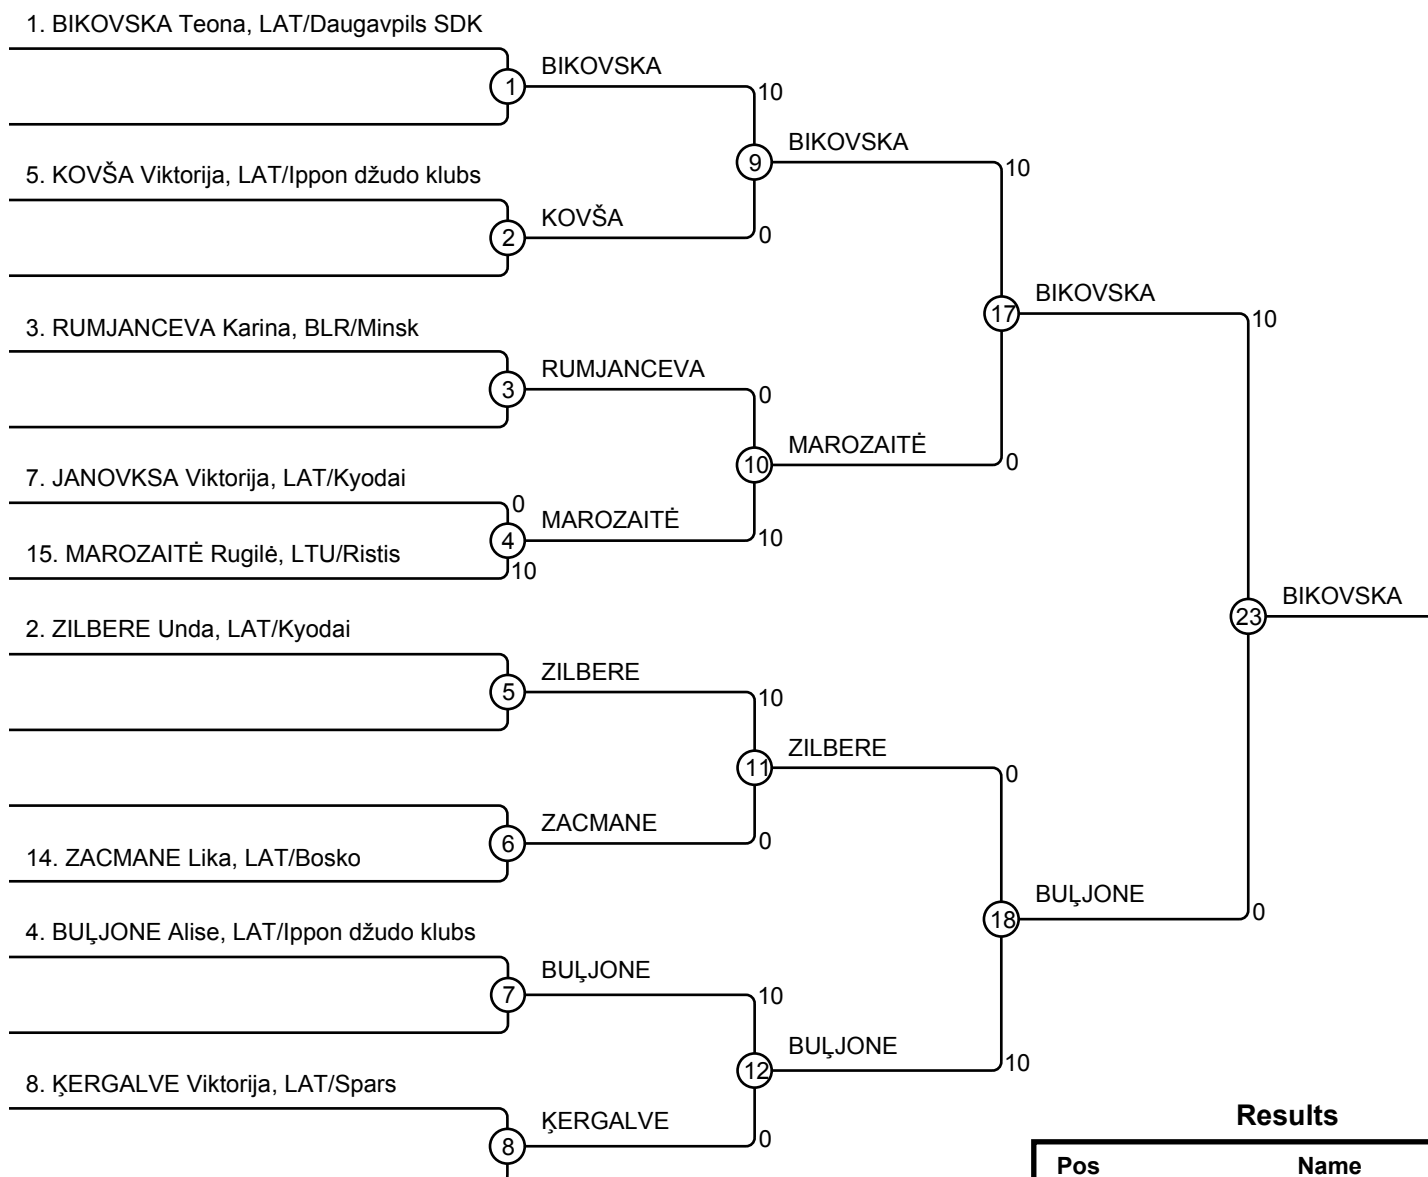 1. BIKOVSKA Teona, LAT/Daugavpils SDK
1
BIKOVSKA
10
9
BIKOVSKA
10
5. KOVŠA Viktorija, LAT/Ippon džudo klubs
2
KOVŠA
0
17
BIKOVSKA
10
3. RUMJANCEVA Karina, BLR/Minsk
3
RUMJANCEVA
0
10
MAROZAITĖ
0
7. JANOVKSA Viktorija, LAT/Kyodai
0
4
MAROZAITĖ
10
15. MAROZAITĖ Rugilė, LTU/Ristis
10
23
BIKOVSKA
2. ZILBERE Unda, LAT/Kyodai
5
ZILBERE
10
11
ZILBERE
0
6
ZACMANE
0
14. ZACMANE Lika, LAT/Bosko
18
BUĻJONE
0
4. BUĻJONE Alise, LAT/Ippon džudo klubs
7
BUĻJONE
10
12
BUĻJONE
10
8. ĶERGALVE Viktorija, LAT/Spars
8
ĶERGALVE
0
Results
Pos Name